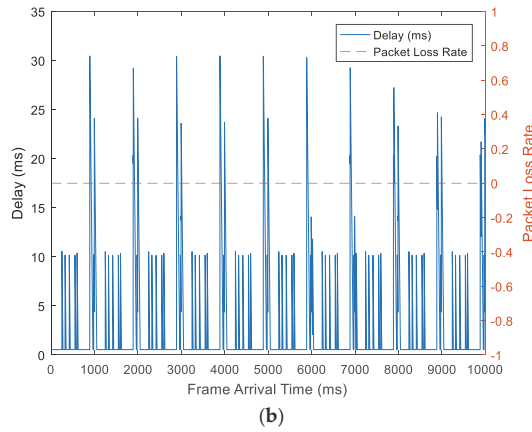 35
30
25
20
15
10
5
0
Delay (ms)
1
0.8
0.6
0.4
0.2
0
-0.2
-0.4
-0.6
-0.8
-1
Packet Loss Rate
Delay (ms)
Packet Loss Rate
0 1000 2000 3000 4000 5000 6000 7000 8000 9000 10000
Frame Arrival Time (ms)
(b)